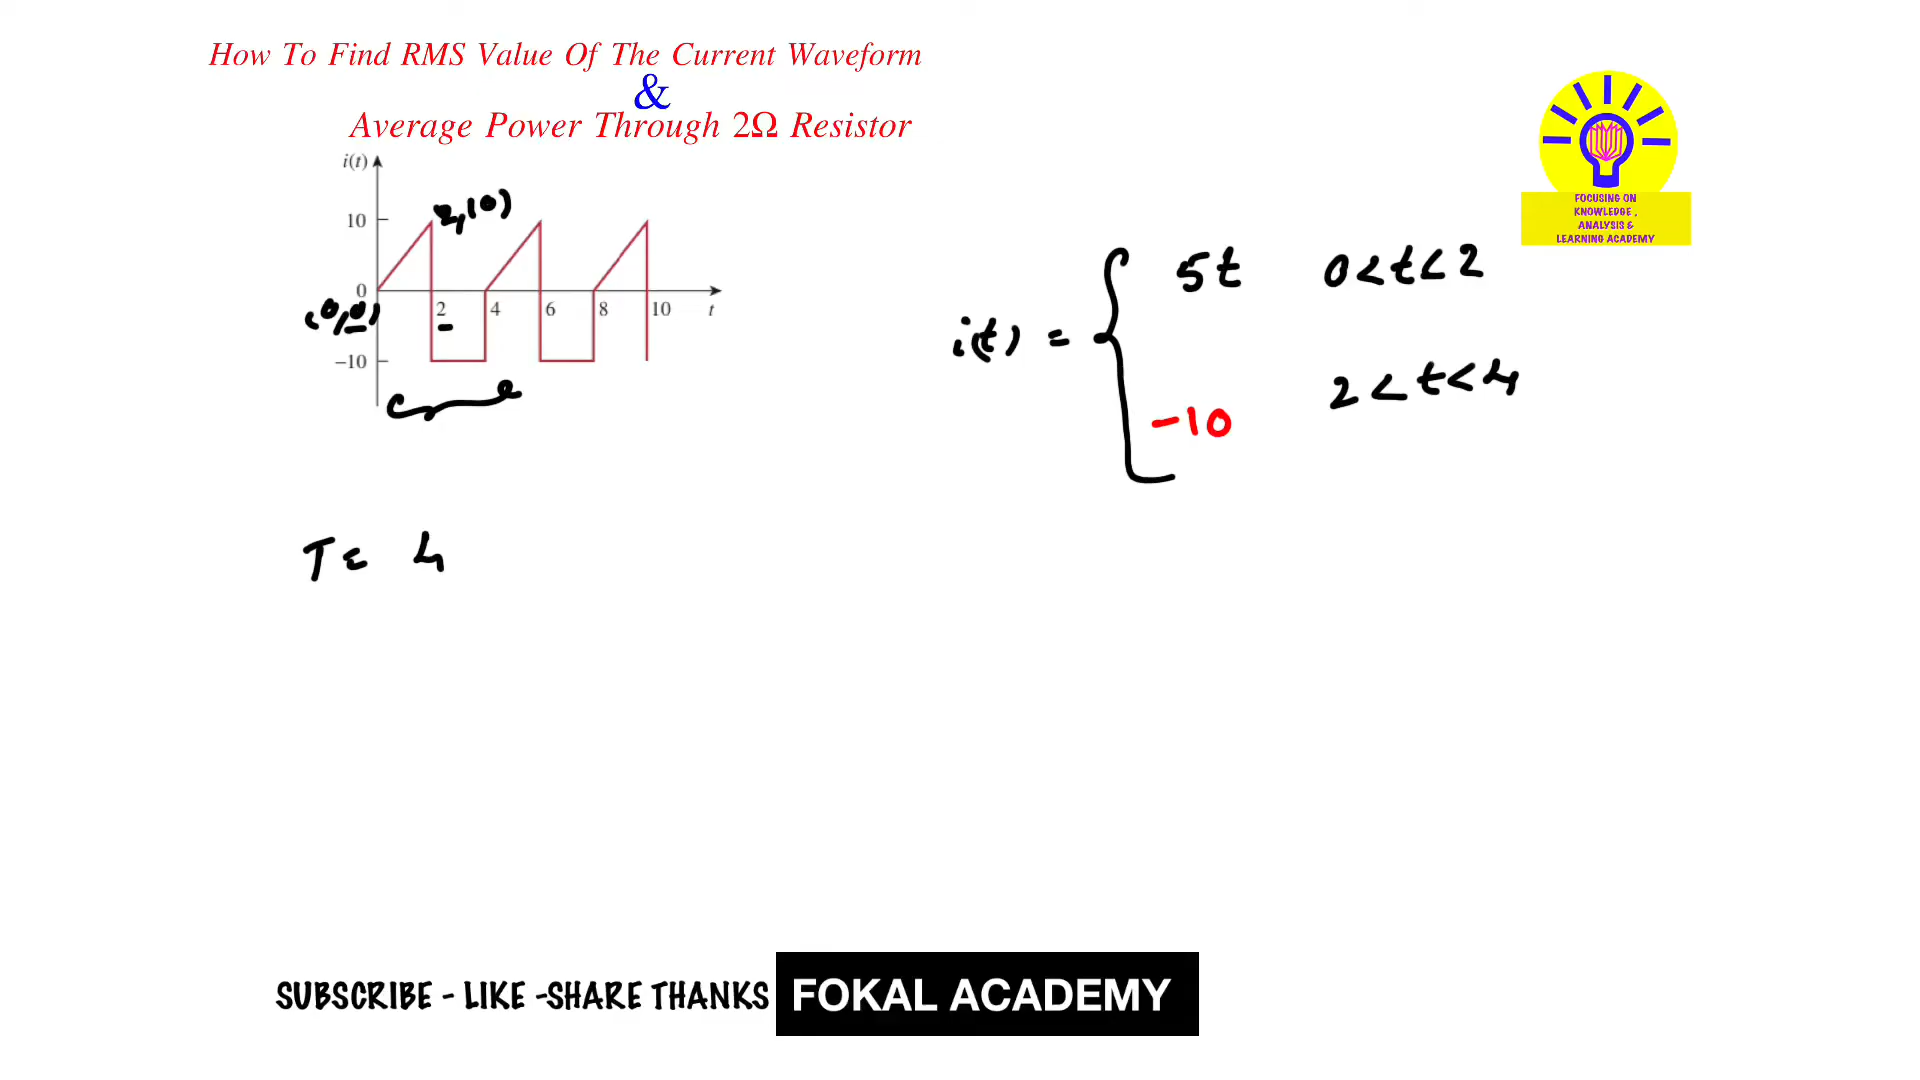 How To Find RMS Value Of The Current Waveform
&
Average Power Through 2Ω Resistor
i(t)
10
2,10)
0
(0,0)
2 4 6 8 10 t
−10
i(t) = {
5t 0<t<2
-10 2<t<4
T= 4
FOCUSING ON
KNOWLEDGE ,
ANALYSIS &
LEARNING ACADEMY
SUBSCRIBE - LIKE -SHARE THANKS
FOKAL ACADEMY